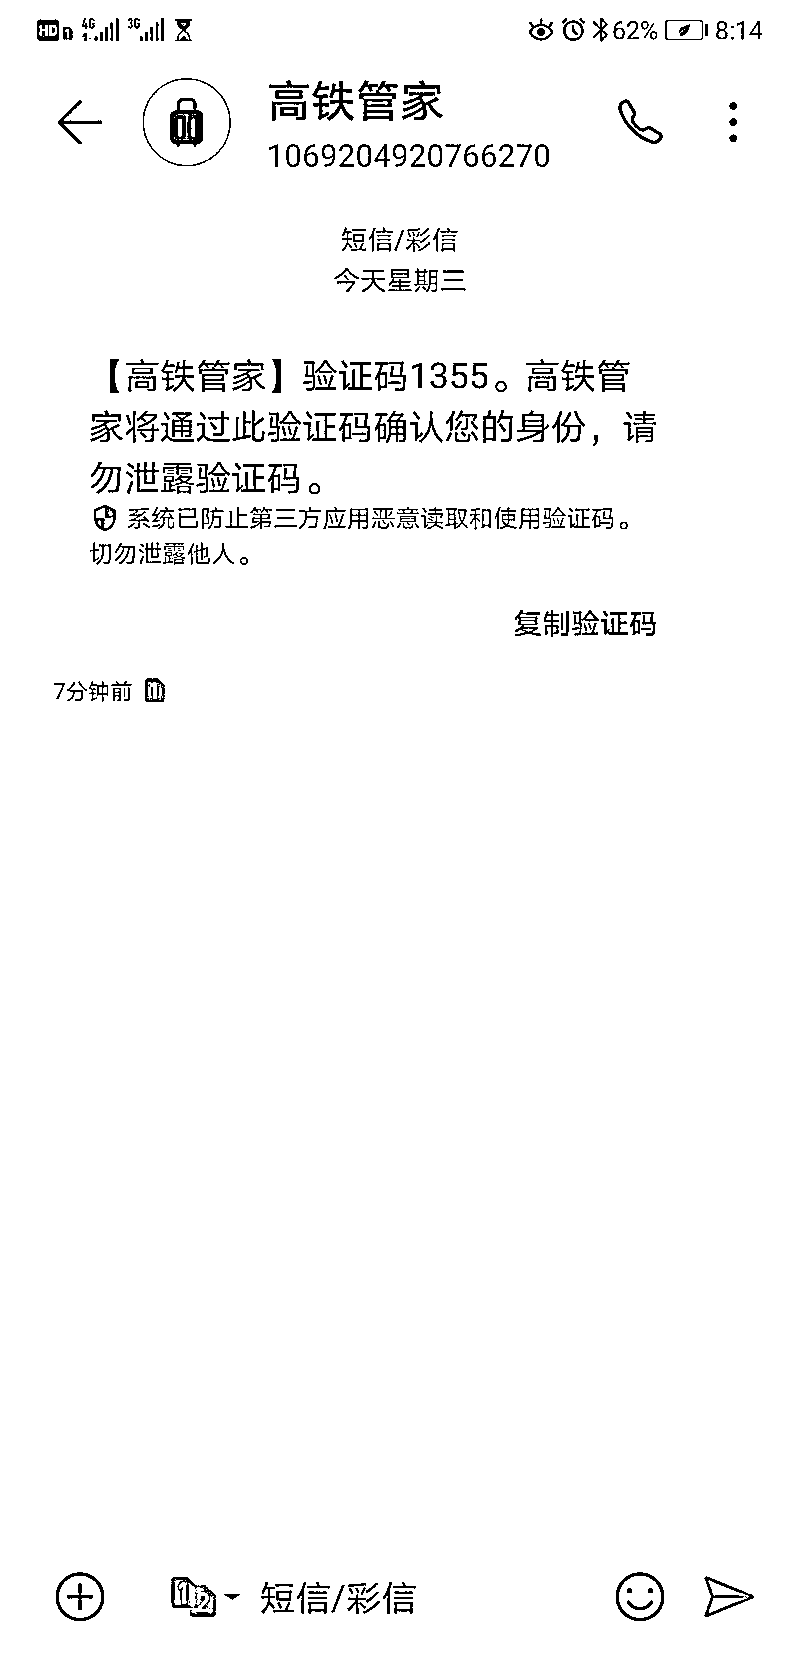 HD 4G 3G 62% 8:14
高铁管家
1069204920766270
短信/彩信
今天星期三
【高铁管家】验证码1355。高铁管
家将通过此验证码确认您的身份，请
勿泄露验证码。
系统已防止第三方应用恶意读取和使用验证码。
切勿泄露他人。
复制验证码
7分钟前
12 短信/彩信